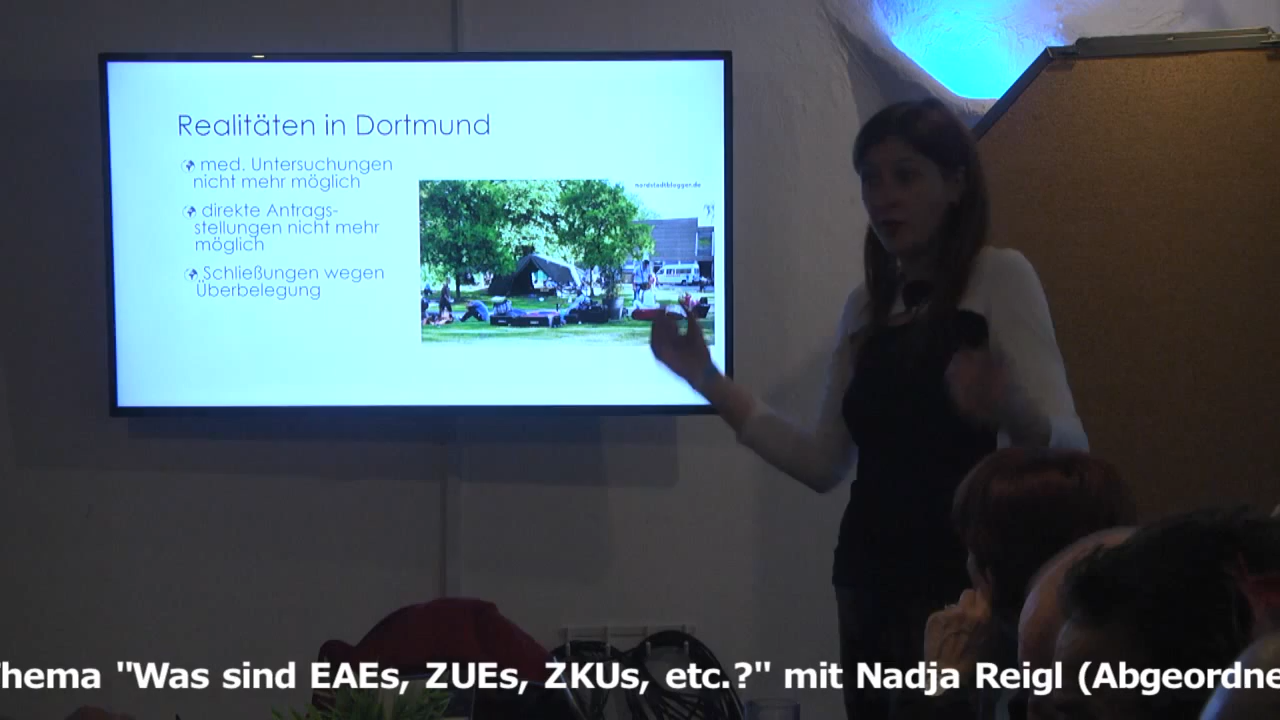 Realitäten in Dortmund
med. Untersuchungen
nicht mehr möglich
direkte Antrags-
stellungen nicht mehr
möglich
Schließungen wegen
Überbelegung
nordstadtblogger.de
Thema "Was sind EAEs, ZUEs, ZKUs, etc.?" mit Nadja Reigl (Abgeordne